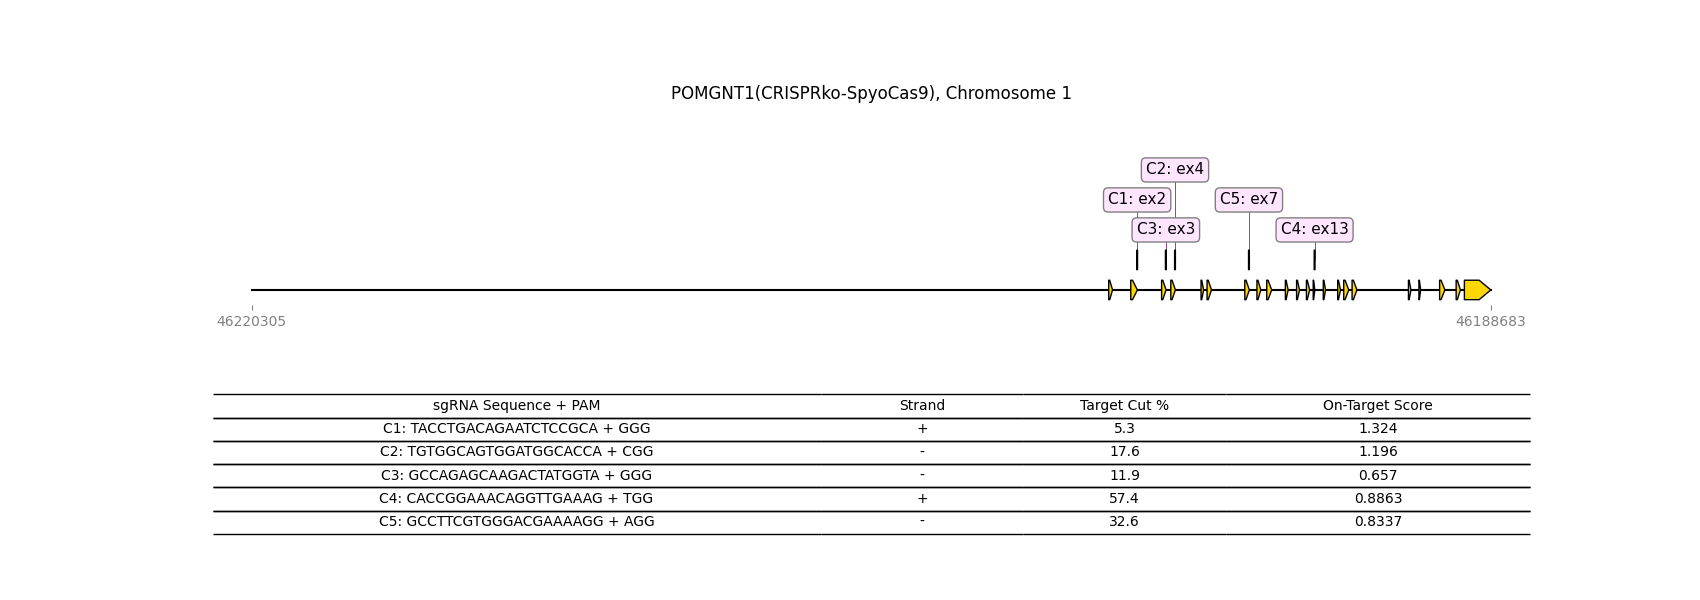 POMGNT1(CRISPRko-SpyoCas9), Chromosome 1
C2: ex4
C1: ex2
C5: ex7
C3: ex3
C4: ex13
46220305
46188683
sgRNA Sequence + PAM Strand Target Cut % On-Target Score
C1: TACCTGACAGAATCTCCGCA + GGG + 5.3 1.324
C2: TGTGGCAGTGGATGGCACCA + CGG - 17.6 1.196
C3: GCCAGAGCAAGACTATGGTA + GGG - 11.9 0.657
C4: CACCGGAAACAGGTTGAAAG + TGG + 57.4 0.8863
C5: GCCTTCGTGGGACGAAAAGG + AGG - 32.6 0.8337